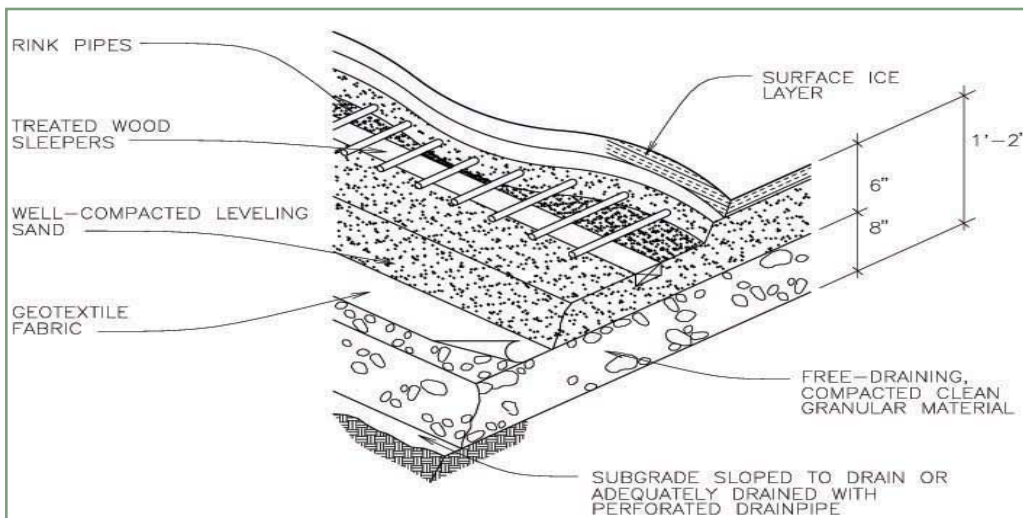 RINK PIPES
TREATED WOOD
SLEEPERS
WELL-COMPACTED LEVELING
SAND
GEOTEXTILE
FABRIC
SURFACE ICE
LAYER
1'-2"
6"
8"
FREE-DRAINING,
COMPACTED CLEAN
GRANULAR MATERIAL
SUBGRADE SLOPED TO DRAIN OR
ADEQUATELY DRAINED WITH
PERFORATED DRAINPIPE